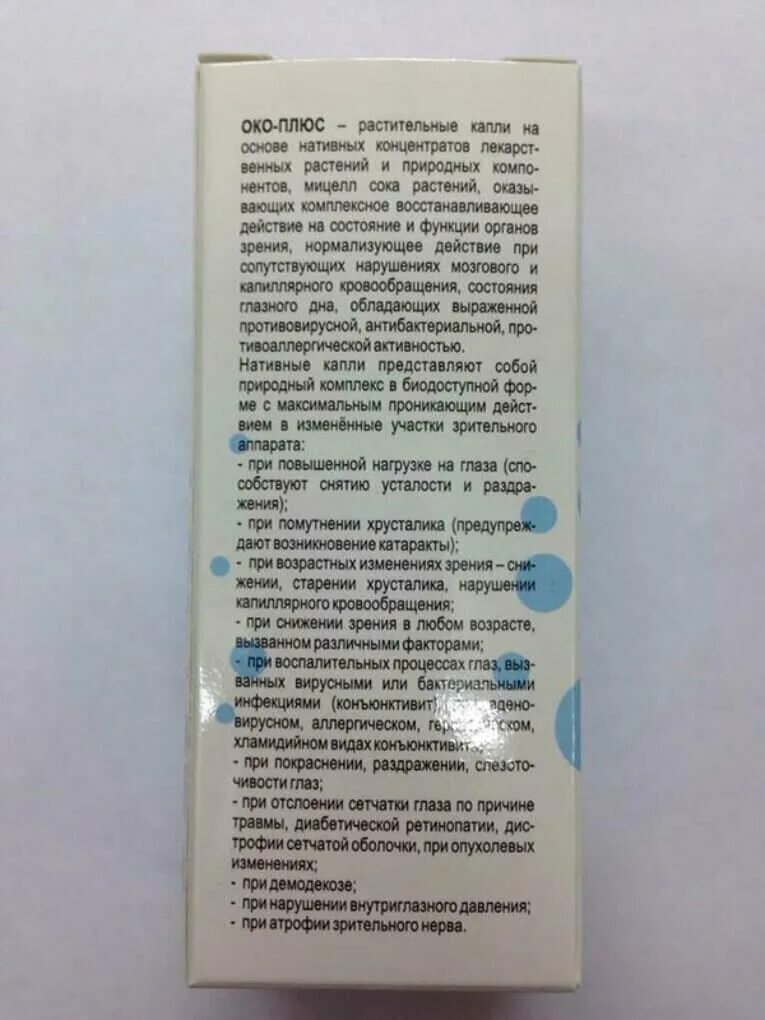 ОКО-ПЛЮС – растительные капли на
основе нативных концентратов лекарст-
венных растений и природных компо-
нентов, мицелл сока растений, оказы-
вающих комплексное восстанавливающее
действие на состояние и функции органов
зрения, нормализующее действие при
сопутствующих нарушениях мозгового и
капиллярного кровообращения, состояния
глазного дна, обладающих выраженной
противовирусной, антибактериальной, про-
тивоаллергической активностью.
Нативные капли представляют собой
природный комплекс в биодоступной фор-
ме с максимальным проникающим дейст-
вием в изменённые участки зрительного
аппарата:
- при повышенной нагрузке на глаза (спо-
собствуют снятию усталости и раздра-
жения);
- при помутнении хрусталика (предупреж-
дают возникновение катаракты);
- при возрастных изменениях зрения – сни-
жении, старении хрусталика, нарушении
капиллярного кровообращения;
- при снижении зрения в любом возрасте,
вызванном различными факторами;
- при воспалительных процессах глаз, выз-
ванных вирусными или бактериальными
инфекциями (конъюнктивит), адено-
вирусном, аллергическом,
хламидийном видах конъюнктивита;
- при покраснении, раздражении, слезото-
чивости глаз;
- при отслоении сетчатки глаза по причине
травмы, диабетической ретинопатии, дис-
трофии сетчатой оболочки, при опухолевых
изменениях;
- при демодекозе;
- при нарушении внутриглазного давления;
- при атрофии зрительного нерва.